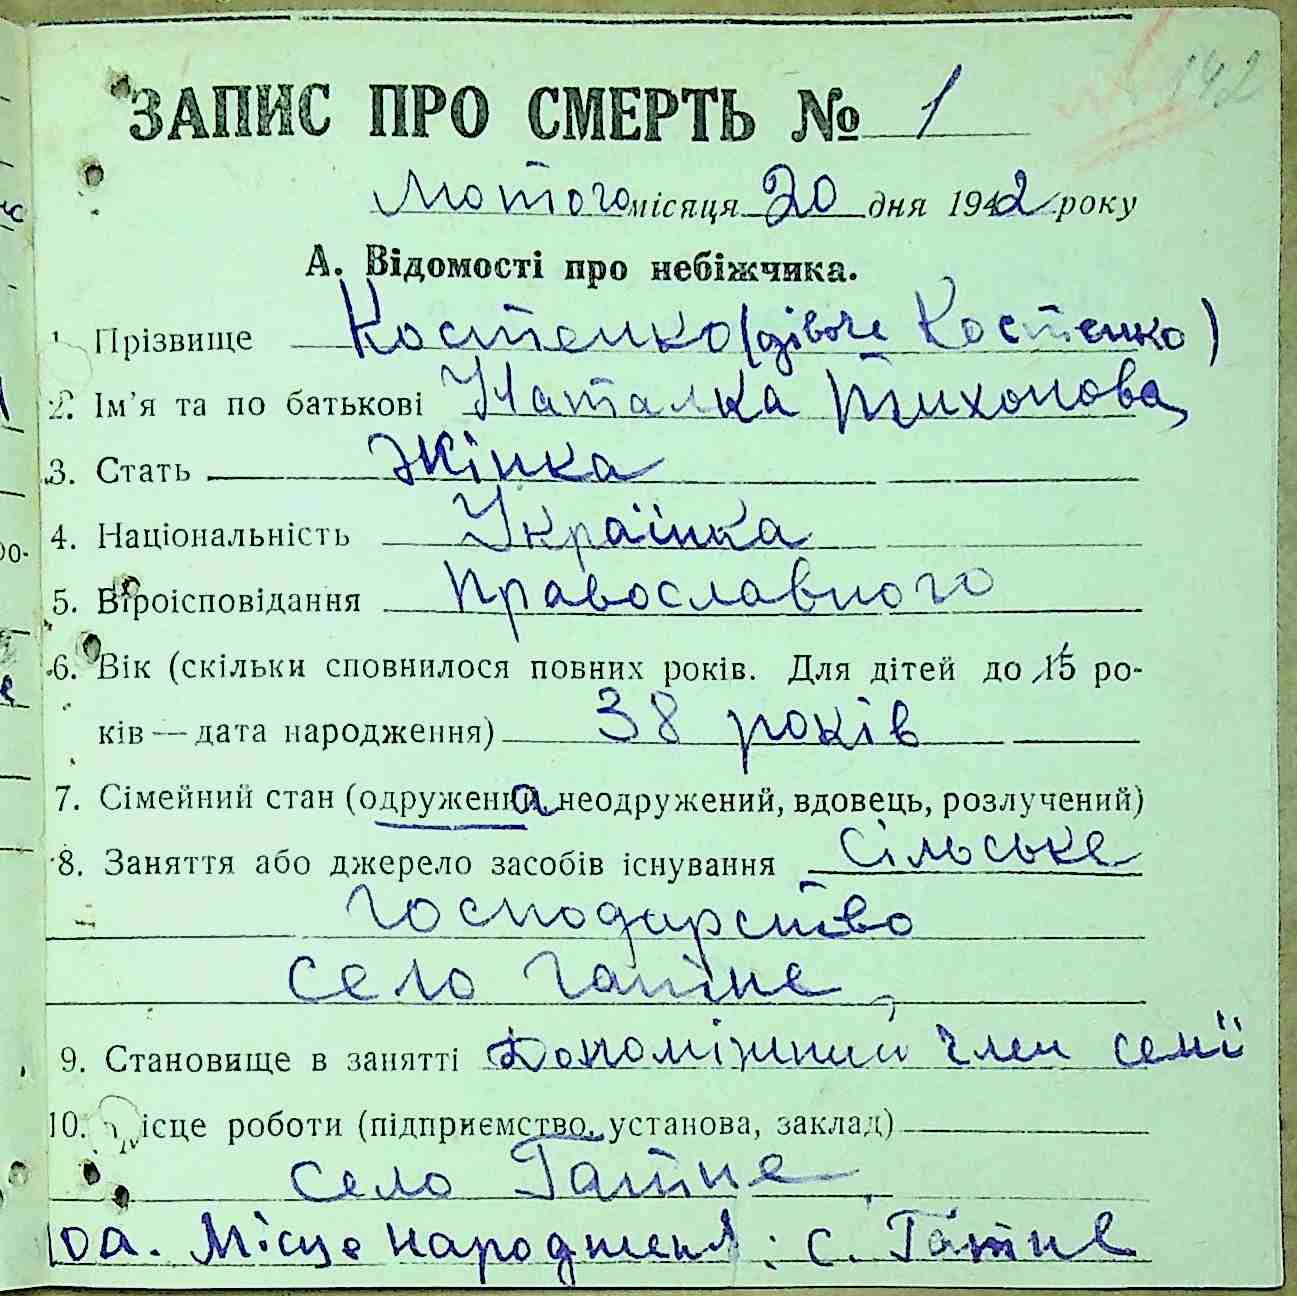 142
ЗАПИС ПРО СМЕРТЬ № 1
Лютого місяця 20 дня 1942 року
А. Відомості про небіжчика.
1. Прізвище Костенко (дівоче Костенко)
2. Ім'я та по батькові Наталка Тихонова
3. Стать Жінка
4. Національність Українка
5. Віроісповідання Православного
6. Вік (скільки сповнилося повних років. Для дітей до 15 ро-
ків — дата народження) 38 років
7. Сімейний стан (одружена, неодружений, вдовець, розлучений)
8. Заняття або джерело засобів існування Сільське
господарство
село Гатне,
9. Становище в занятті Допоміжний член семї
10. Місце роботи (підприємство, установа, заклад)
село Гатне
10а. Місце народження: с. Гатне